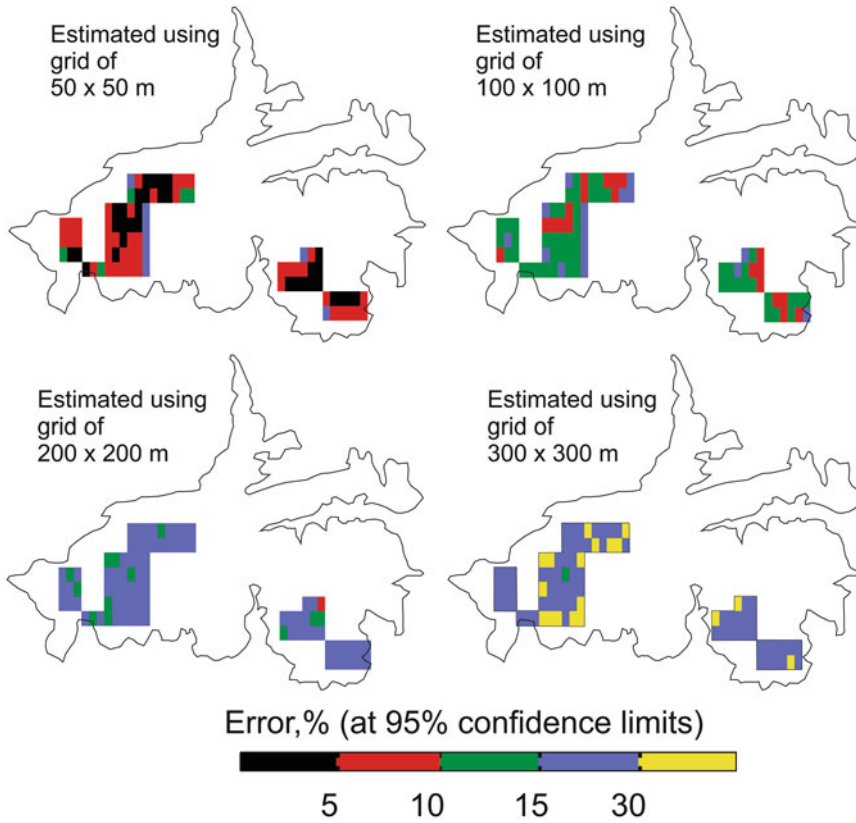 Estimated using
grid of
50 x 50 m
Estimated using
grid of
100 x 100 m
Estimated using
grid of
200 x 200 m
Estimated using
grid of
300 x 300 m
Error,% (at 95% confidence limits)
5 10 15 30